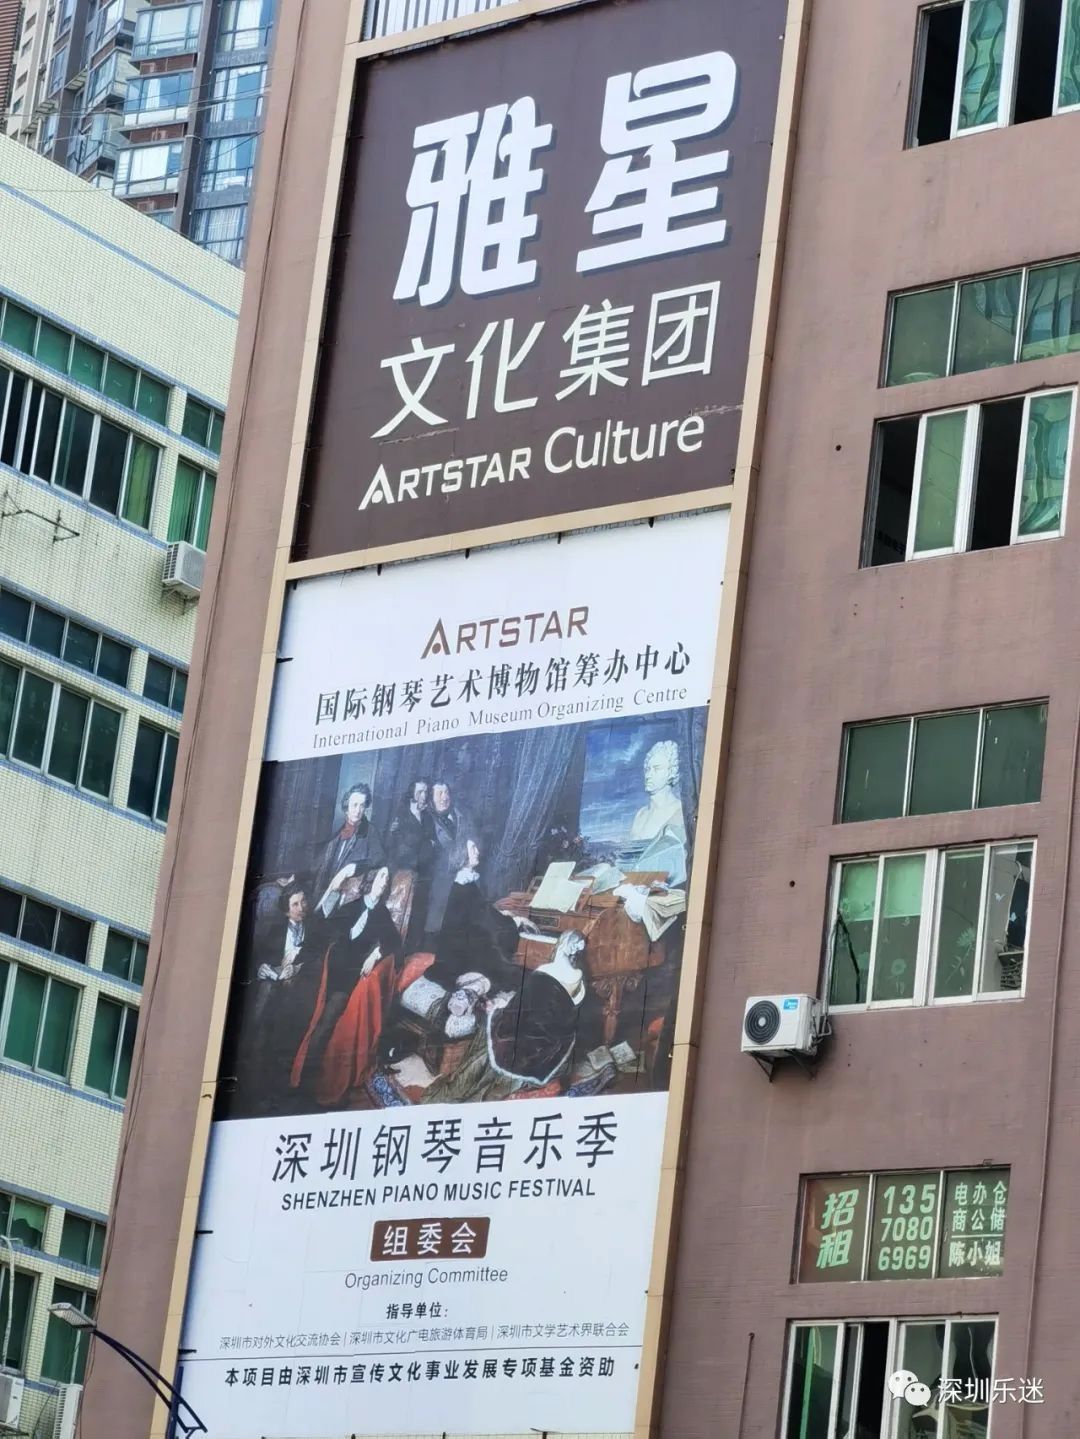 雅星
文化集团
ARTSTAR Culture
ARTSTAR
国际钢琴艺术博物馆筹办中心
International Piano Museum Organizing Centre
深圳钢琴音乐季
SHENZHEN PIANO MUSIC FESTIVAL
组委会
Organizing Committee
指导单位：
深圳市对外文化交流协会|深圳市文化广电旅游体育局|深圳市文学艺术界联合会
本项目由深圳市宣传文化事业发展专项基金资助
招租
135
7080
6969
电办仓
商公储
陈小姐
深圳乐迷